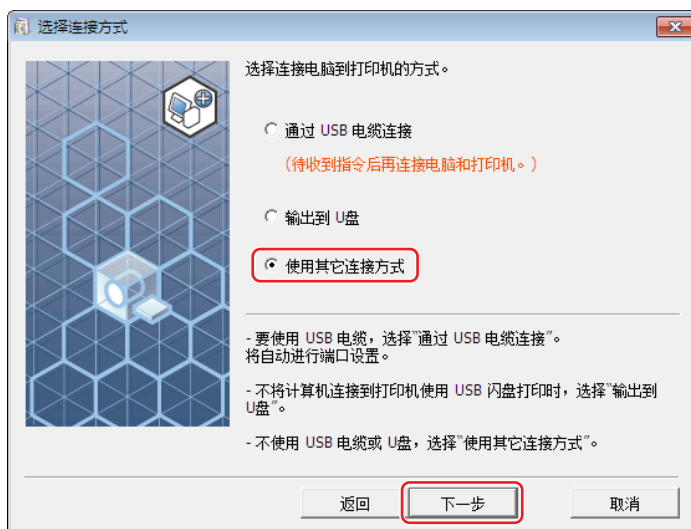 选择连接方式
选择连接电脑到打印机的方式。
通过 USB 电缆连接
（待收到指令后再连接电脑和打印机。）
输出到 U盘
使用其它连接方式
- 要使用 USB 电缆，选择“通过 USB 电缆连接”。
将自动进行端口设置。
- 不将计算机连接到打印机使用 USB 闪盘打印时，选择“输出到
U盘”。
- 不使用 USB 电缆或 U盘，选择“使用其它连接方式”。
返回
下一步
取消